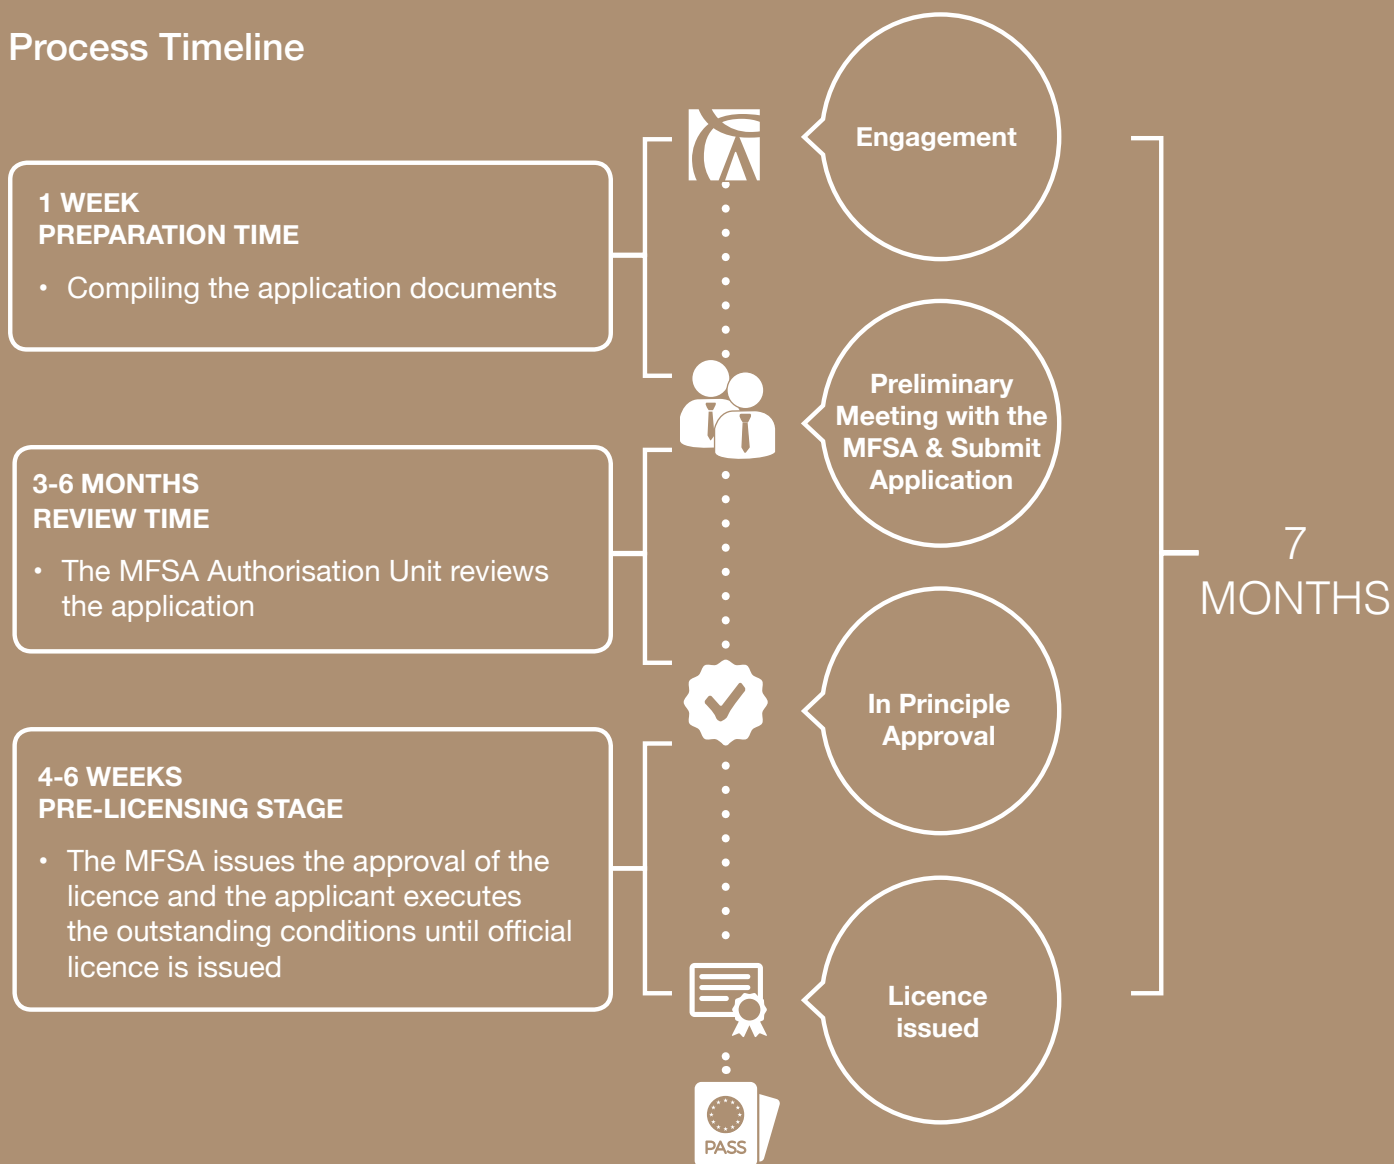 Process Timeline
Engagement
1 WEEK
PREPARATION TIME
• Compiling the application documents
Preliminary
Meeting with the
MFSA & Submit
Application
3-6 MONTHS
REVIEW TIME
• The MFSA Authorisation Unit reviews
the application
7
MONTHS
In Principle
Approval
4-6 WEEKS
PRE-LICENSING STAGE
• The MFSA issues the approval of the
licence and the applicant executes
the outstanding conditions until official
licence is issued
Licence
issued
PASS